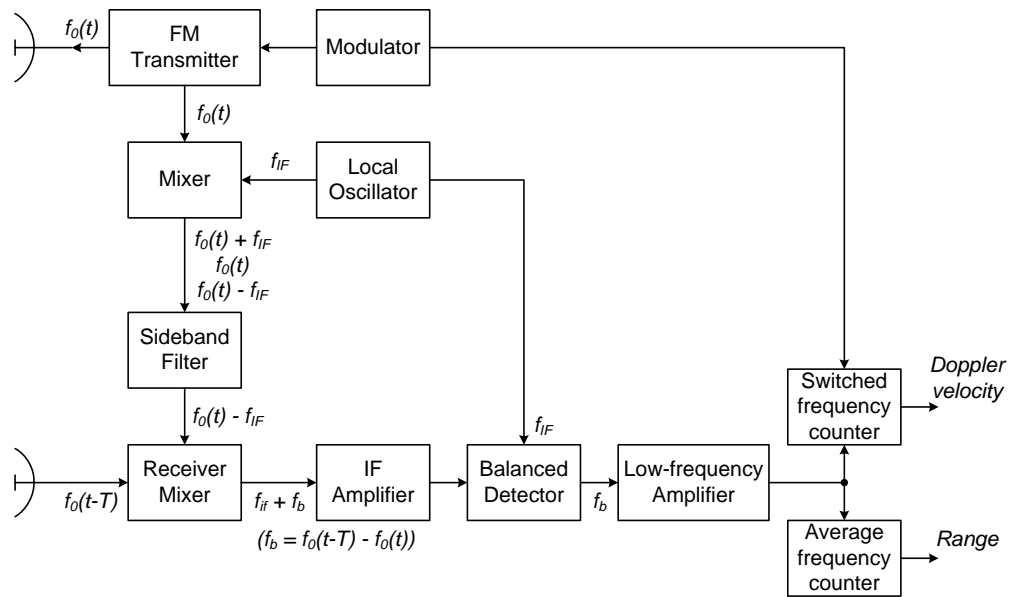 f0(t)
FM
Transmitter
Modulator
f0(t)
Mixer
fIF
Local
Oscillator
f0(t) + fIF
f0(t)
f0(t) - fIF
Sideband
Filter
f0(t) - fIF
fIF
Switched
frequency
counter
Doppler
velocity
f0(t-T)
Receiver
Mixer
fif + fb
(fb = f0(t-T) - f0(t))
IF
Amplifier
Balanced
Detector
fb
Low-frequency
Amplifier
Average
frequency
counter
Range